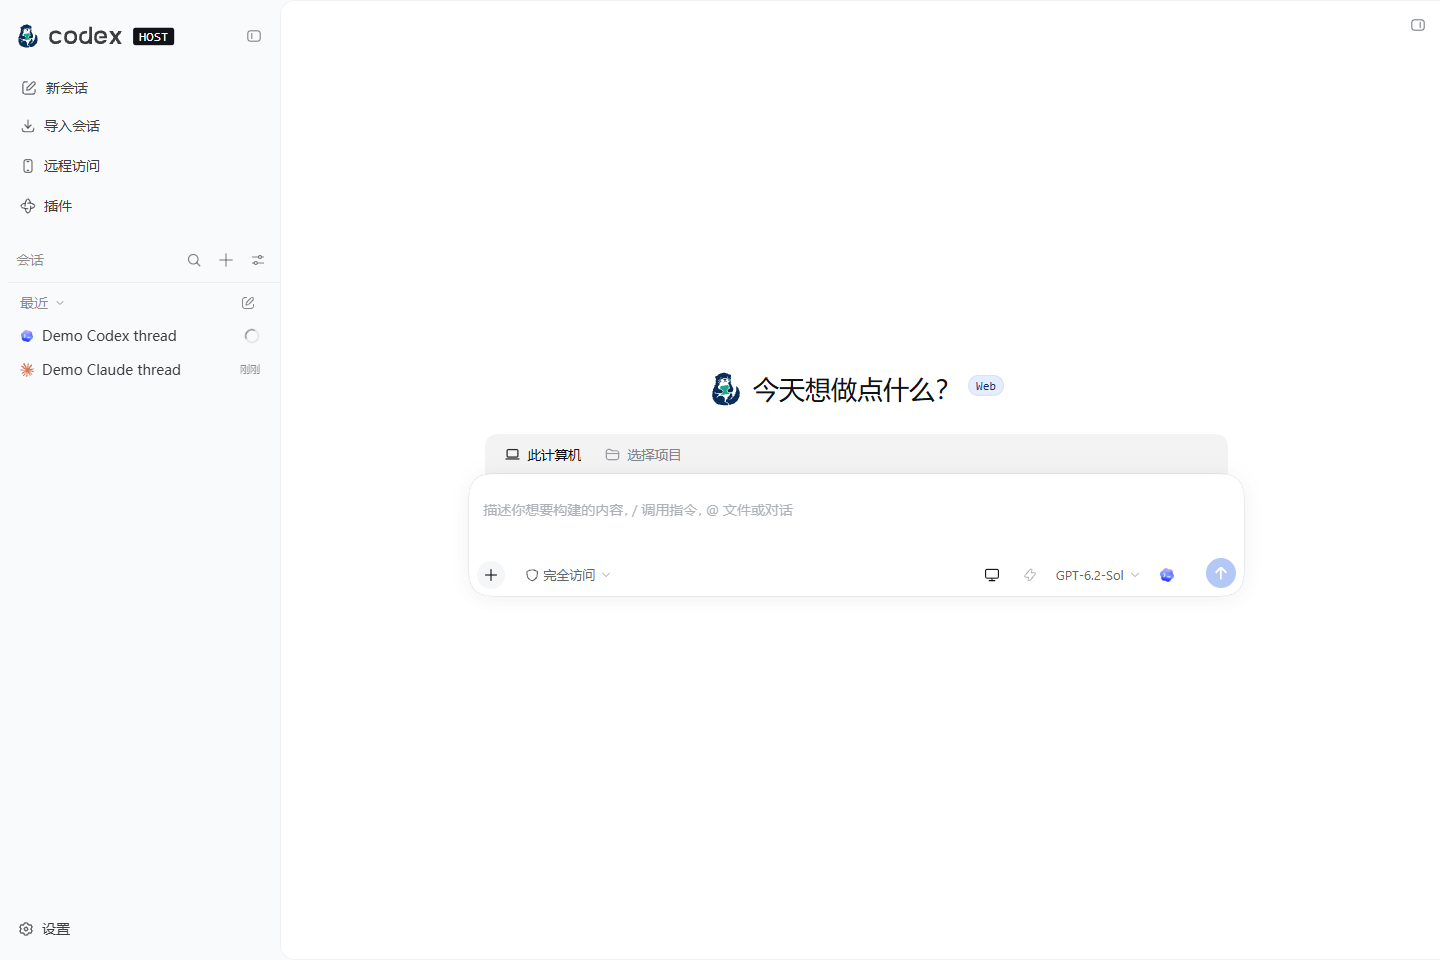 codex HOST
新会话
导入会话
远程访问
插件
会话
最近
Demo Codex thread
Demo Claude thread 刚刚
今天想做点什么？ Web
此计算机 选择项目
描述你想要构建的内容, / 调用指令, @ 文件或对话
完全访问 GPT-6.2-Sol
设置